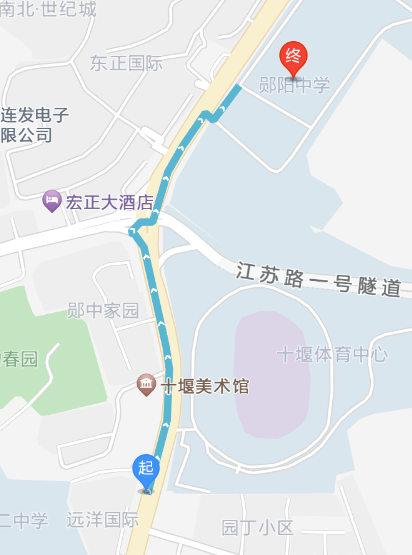 南北·世纪城
东正国际
终
郧阳中学
连发电子
限公司
宏正大酒店
江苏路一号隧道
郧中家园
春园
十堰体育中心
十堰美术馆
起
二中学
远洋国际
园丁小区